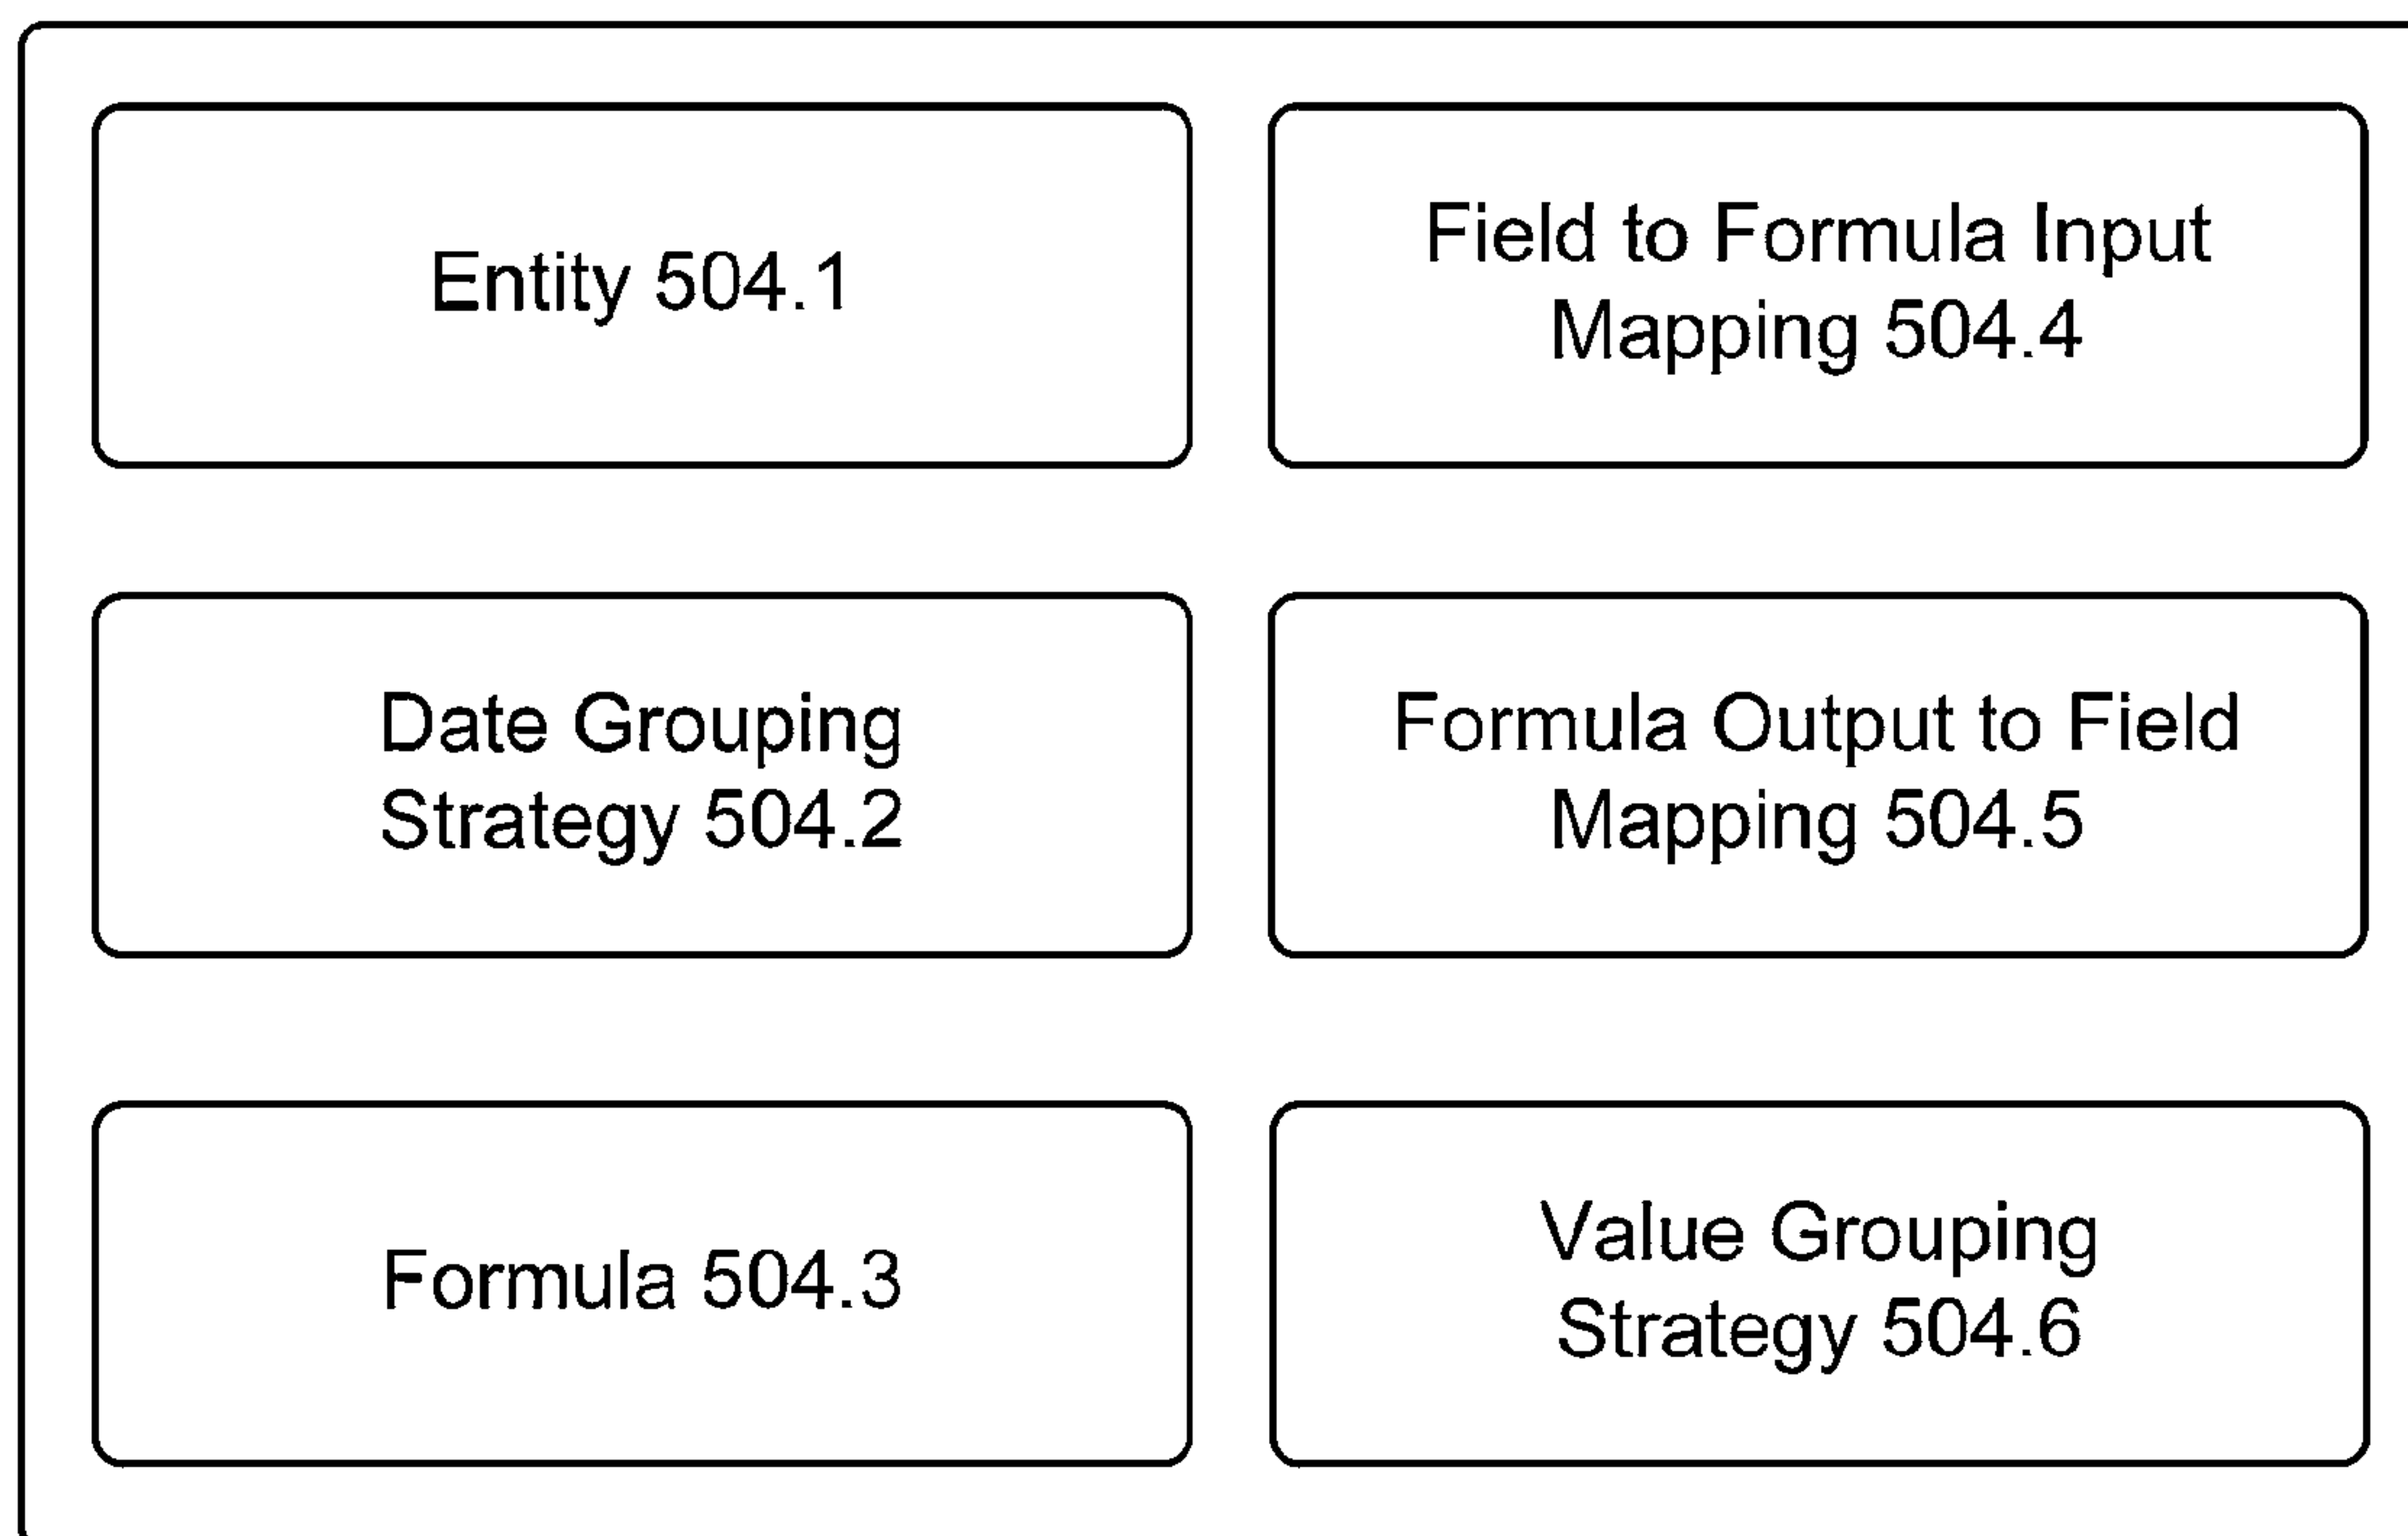 Entity 504.1
Field to Formula Input
Mapping 504.4
Date Grouping
Strategy 504.2
Formula Output to Field
Mapping 504.5
Formula 504.3
Value Grouping
Strategy 504.6